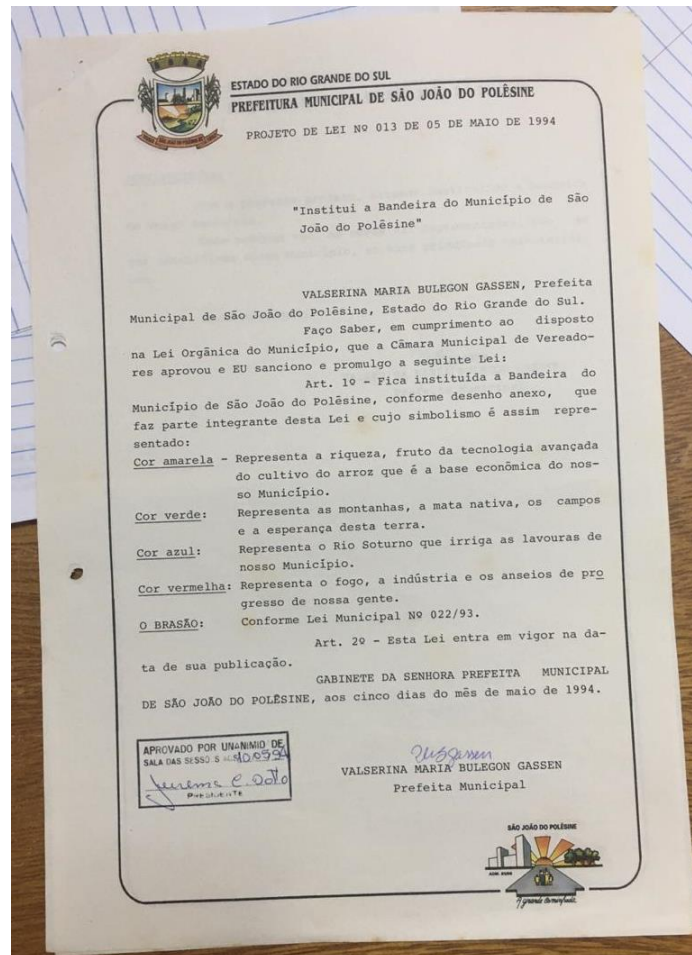 ESTADO DO RIO GRANDE DO SUL
PREFEITURA MUNICIPAL DE SÃO JOÃO DO POLÊSINE
PROJETO DE LEI Nº 013 DE 05 DE MAIO DE 1994
"Institui a Bandeira do Município de São
João do Polêsine"
VALSERINA MARIA BULEGON GASSEN, Prefeita
Municipal de São João do Polêsine, Estado do Rio Grande do Sul.
Faço Saber, em cumprimento ao disposto
na Lei Orgânica do Município, que a Câmara Municipal de Vereado-
res aprovou e EU sanciono e promulgo a seguinte Lei:
Art. 1º - Fica instituída a Bandeira do
Município de São João do Polêsine, conforme desenho anexo, que
faz parte integrante desta Lei e cujo simbolismo é assim repre-
sentado:
Cor amarela - Representa a riqueza, fruto da tecnologia avançada
do cultivo do arroz que é a base econômica do nos-
so Município.
Cor verde: Representa as montanhas, a mata nativa, os campos
e a esperança desta terra.
Cor azul: Representa o Rio Soturno que irriga as lavouras de
nosso Município.
Cor vermelha: Representa o fogo, a indústria e os anseios de pro
gresso de nossa gente.
O BRASÃO: Conforme Lei Municipal Nº 022/93.
Art. 2º - Esta Lei entra em vigor na da-
ta de sua publicação.
GABINETE DA SENHORA PREFEITA MUNICIPAL
DE SÃO JOÃO DO POLÊSINE, aos cinco dias do mês de maio de 1994.
APROVADO POR UNANIMIDADE
SALA DAS SESSÕES 10.05.94
PRESIDENTE
VALSERINA MARIA BULEGON GASSEN
Prefeita Municipal
SÃO JOÃO DO POLÊSINE